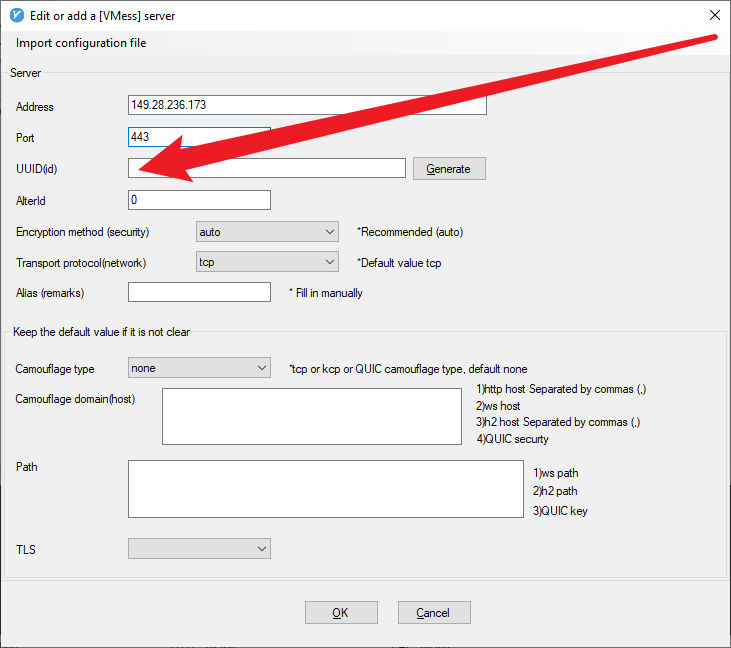 Edit or add a [VMess] server
Import configuration file
Server
Address 149.28.236.173
Port 443
UUID(id) Generate
AlterId 0
Encryption method (security) auto *Recommended (auto)
Transport protocol(network) tcp *Default value tcp
Alias (remarks) * Fill in manually
Keep the default value if it is not clear
Camouflage type none *tcp or kcp or QUIC camouflage type, default none
Camouflage domain(host) 1)http host Separated by commas (,)
2)ws host
3)h2 host Separated by commas (,)
4)QUIC securty
Path 1)ws path
2)h2 path
3)QUIC key
TLS
OK Cancel